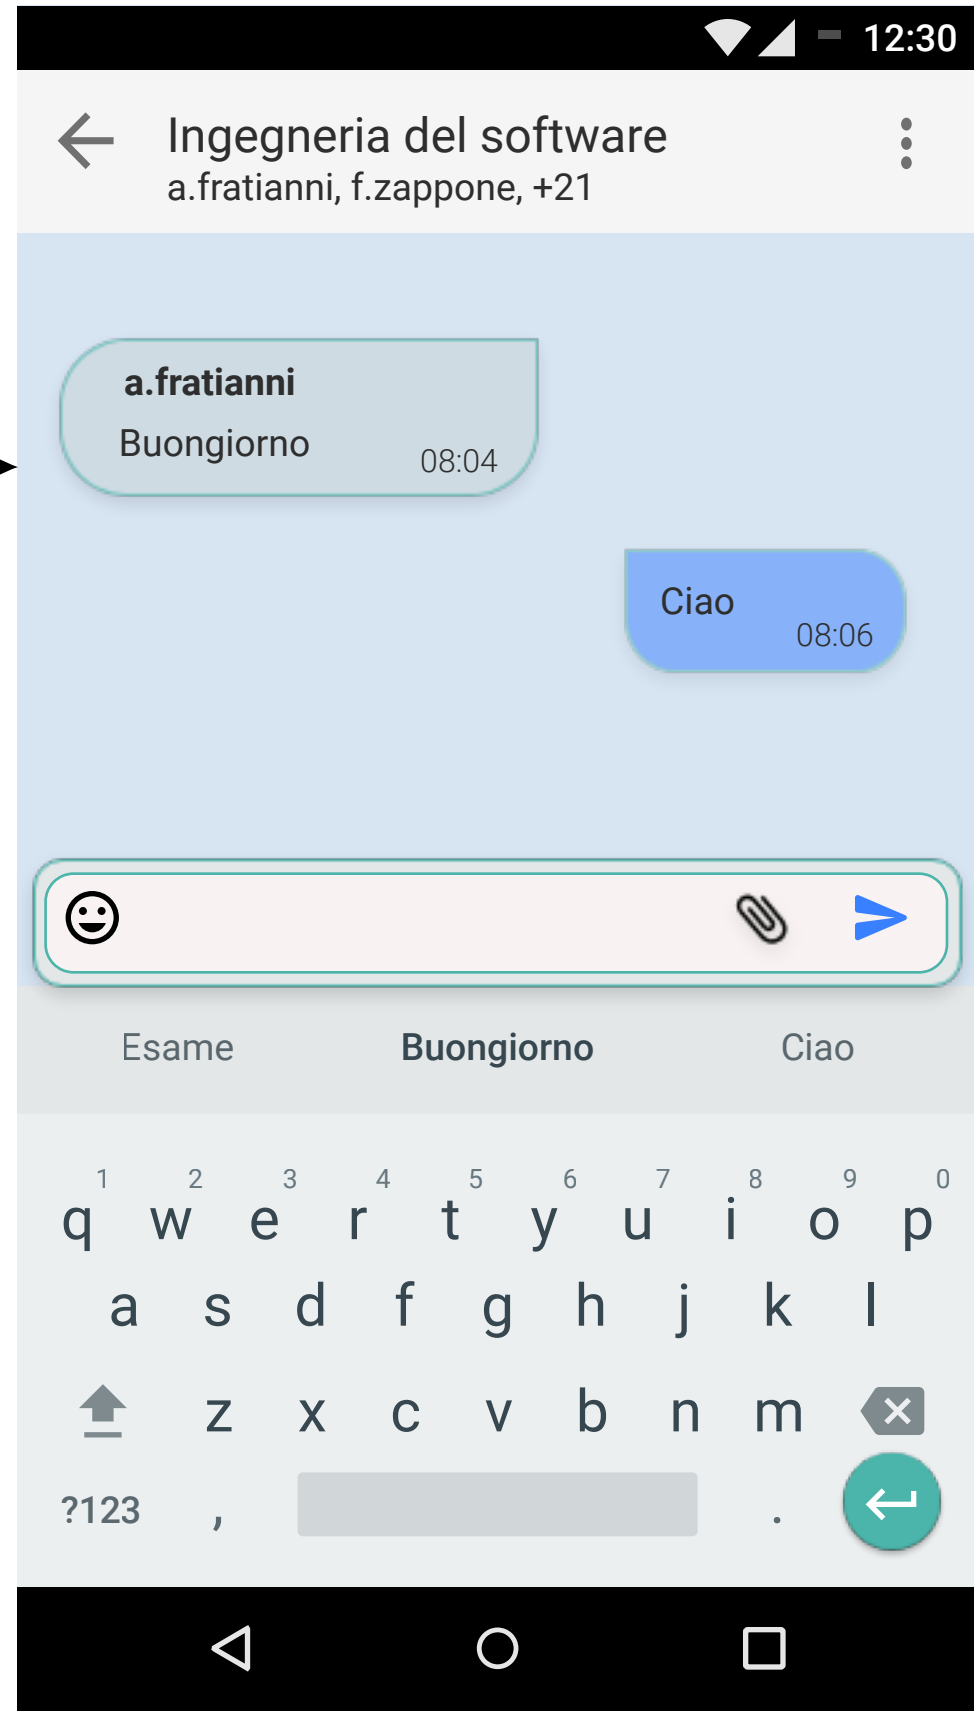 12:30
Ingegneria del software
a.fratianni, f.zappone, +21
a.fratianni
Buongiorno
08:04
Ciao
08:06
Esame Buongiorno Ciao
1 2 3 4 5 6 7 8 9 0
q w e r t y u i o p
a s d f g h j k l
z x c v b n m
?123 , .